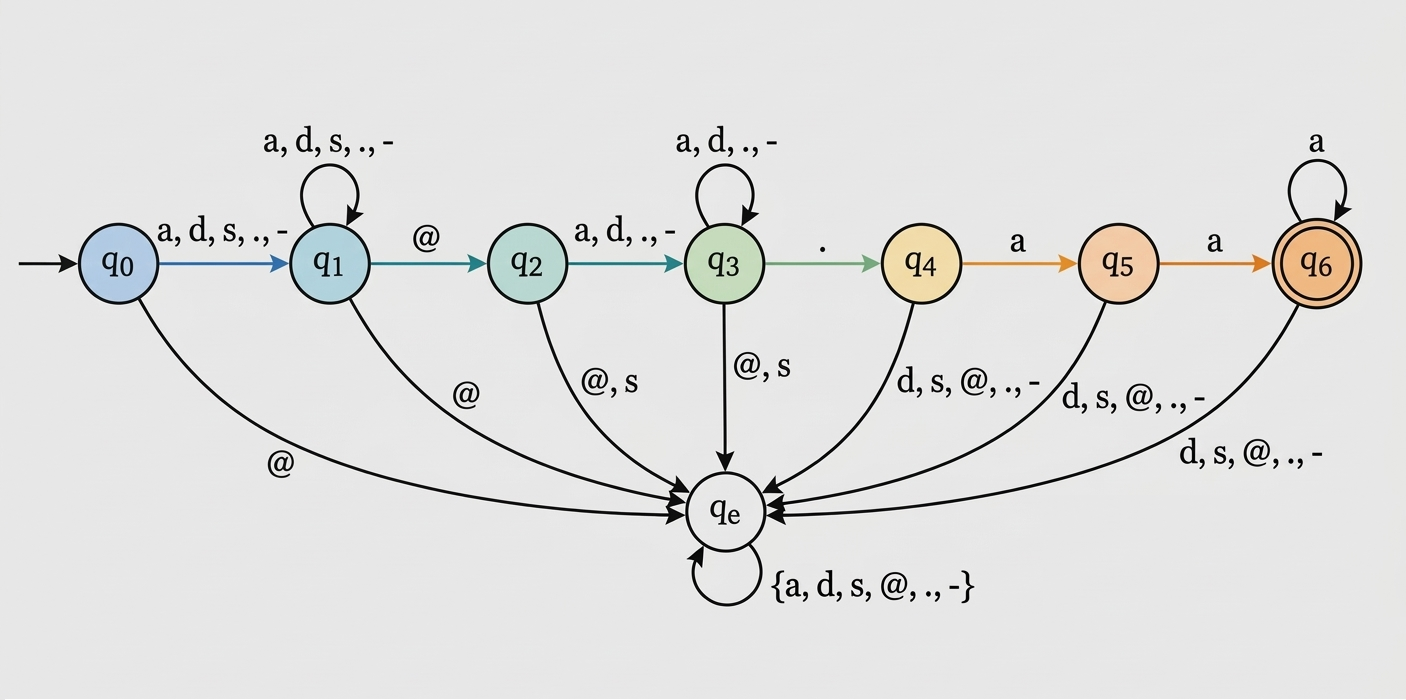 a, d, s, ., -
a, d, ., -
a
q0
a, d, s, ., -
q1
@
q2
a, d, ., -
q3
.
q4
a
q5
a
q6
@
@
@, s
@, s
d, s, @, ., -
d, s, @, ., -
d, s, @, ., -
qe
{a, d, s, @, ., -}